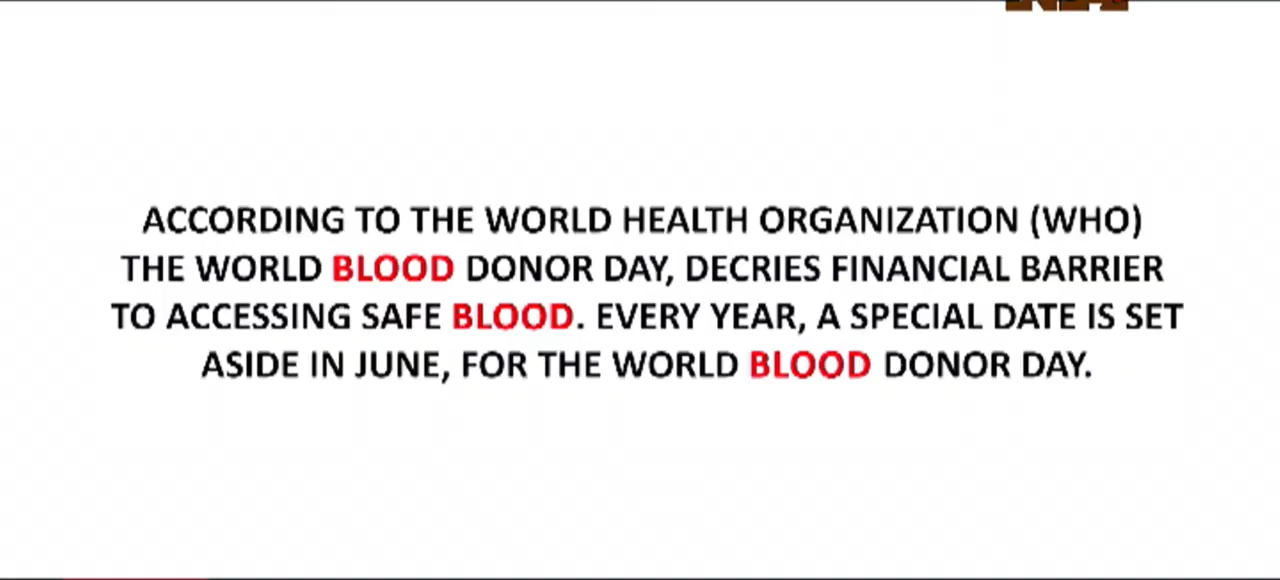 ACCORDING TO THE WORLD HEALTH ORGANIZATION (WHO)
THE WORLD BLOOD DONOR DAY, DECRIES FINANCIAL BARRIER
TO ACCESSING SAFE BLOOD. EVERY YEAR, A SPECIAL DATE IS SET
ASIDE IN JUNE, FOR THE WORLD BLOOD DONOR DAY.